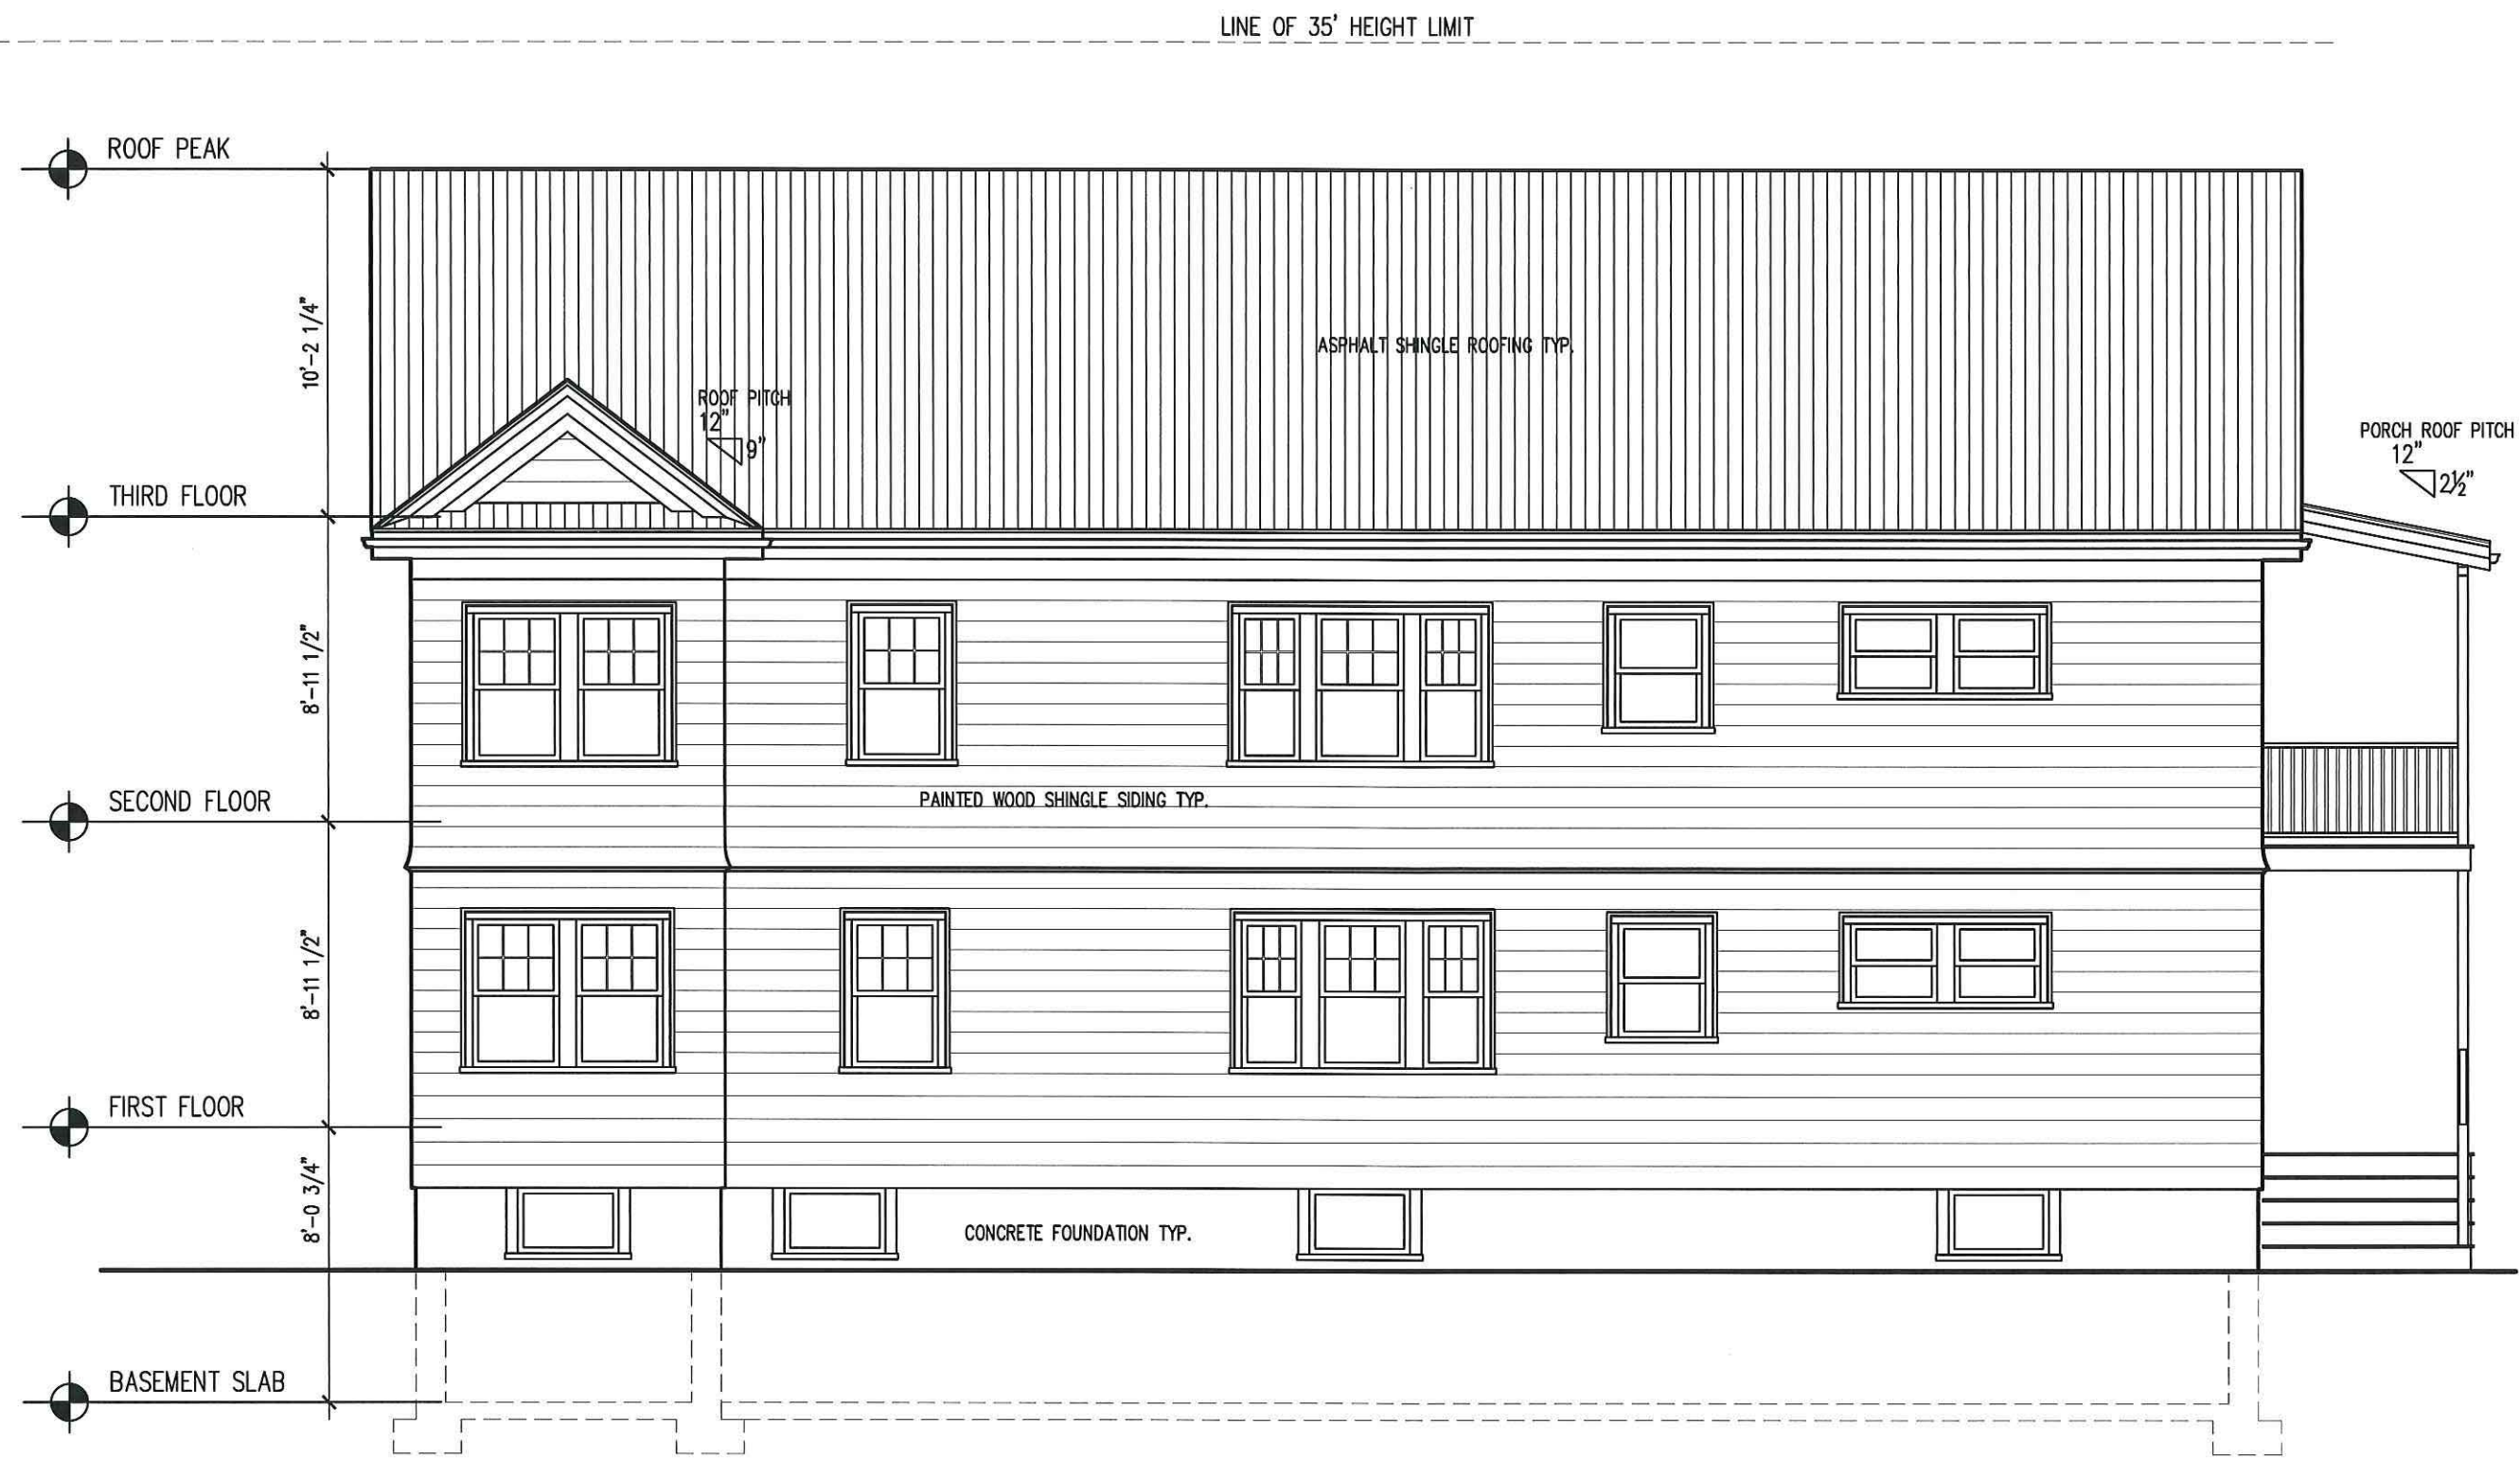 LINE OF 35' HEIGHT LIMIT
ROOF PEAK
10'-2 1/4"
ASPHALT SHINGLE ROOFING TYP.
ROOF PITCH
12"
9"
PORCH ROOF PITCH
12"
2½"
THIRD FLOOR
8'-11 1/2"
SECOND FLOOR
PAINTED WOOD SHINGLE SIDING TYP.
8'-11 1/2"
FIRST FLOOR
8'-0 3/4"
CONCRETE FOUNDATION TYP.
BASEMENT SLAB